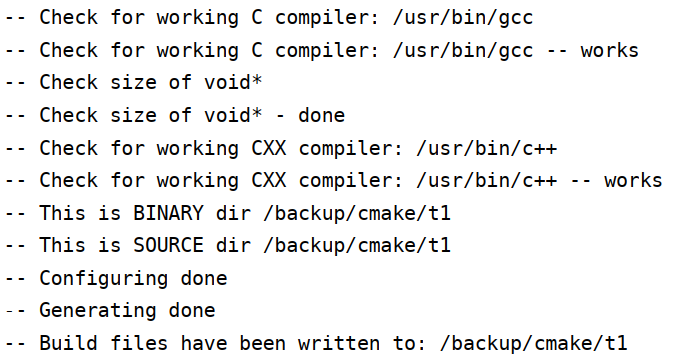 -- Check for working C compiler: /usr/bin/gcc
-- Check for working C compiler: /usr/bin/gcc -- works
-- Check size of void*
-- Check size of void* - done
-- Check for working CXX compiler: /usr/bin/c++
-- Check for working CXX compiler: /usr/bin/c++ -- works
-- This is BINARY dir /backup/cmake/t1
-- This is SOURCE dir /backup/cmake/t1
-- Configuring done
-- Generating done
-- Build files have been written to: /backup/cmake/t1